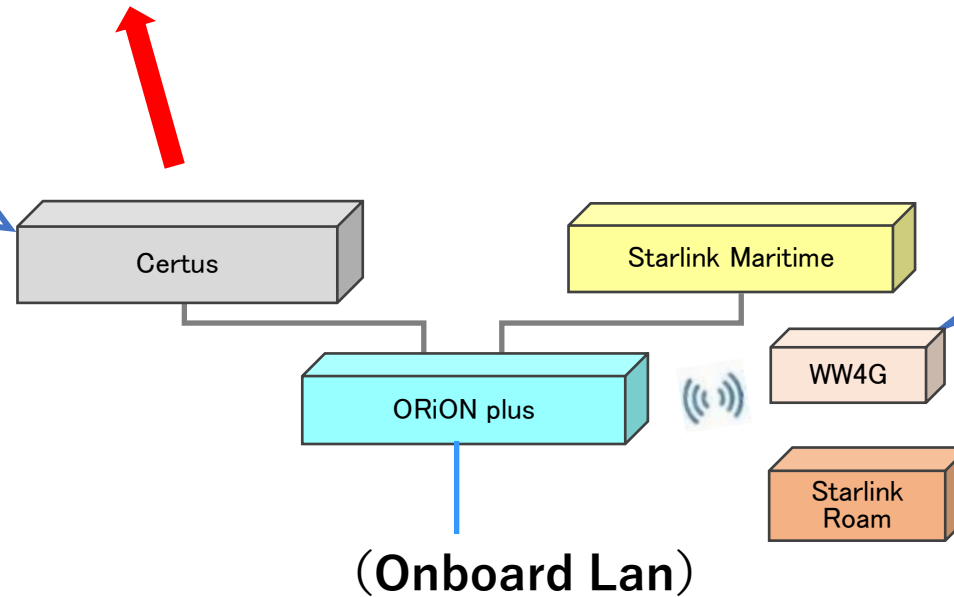 Certus
Starlink Maritime
WW4G
ORiON plus
Starlink
Roam
（Onboard Lan）